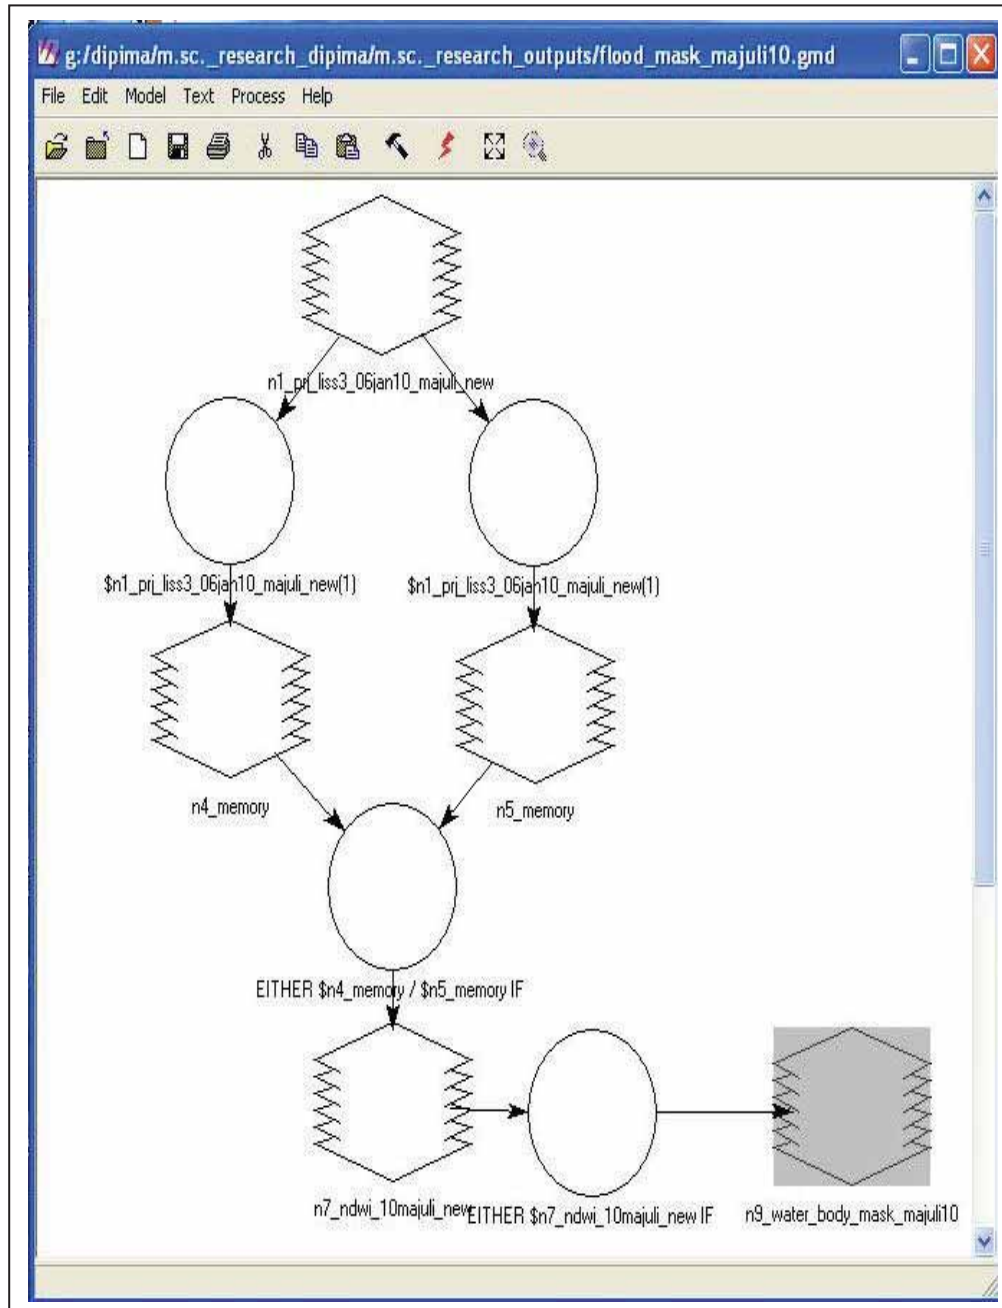 g:/dipima/m.sc._research_dipima/m.sc._research_outputs/flood_mask_majuli10.gmd
File Edit Model Text Process Help
n1_prj_liss3_06jan10_majuli_new
$n1_prj_liss3_06jan10_majuli_new(1)
$n1_prj_liss3_06jan10_majuli_new(1)
n4_memory
n5_memory
EITHER $n4_memory / $n5_memory IF
n7_ndwi_10majuli_new
EITHER $n7_ndwi_10majuli_new IF
n9_water_body_mask_majuli10